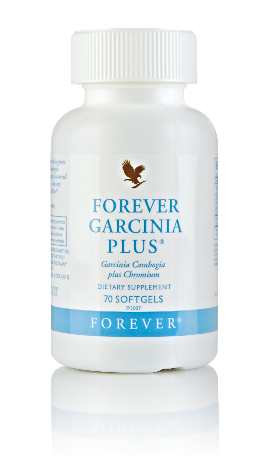 FOREVER
GARCINIA
PLUS®
Garcinia Cambogia
plus Chromium
DIETARY SUPPLEMENT
70 SOFTGELS
FOREVER®